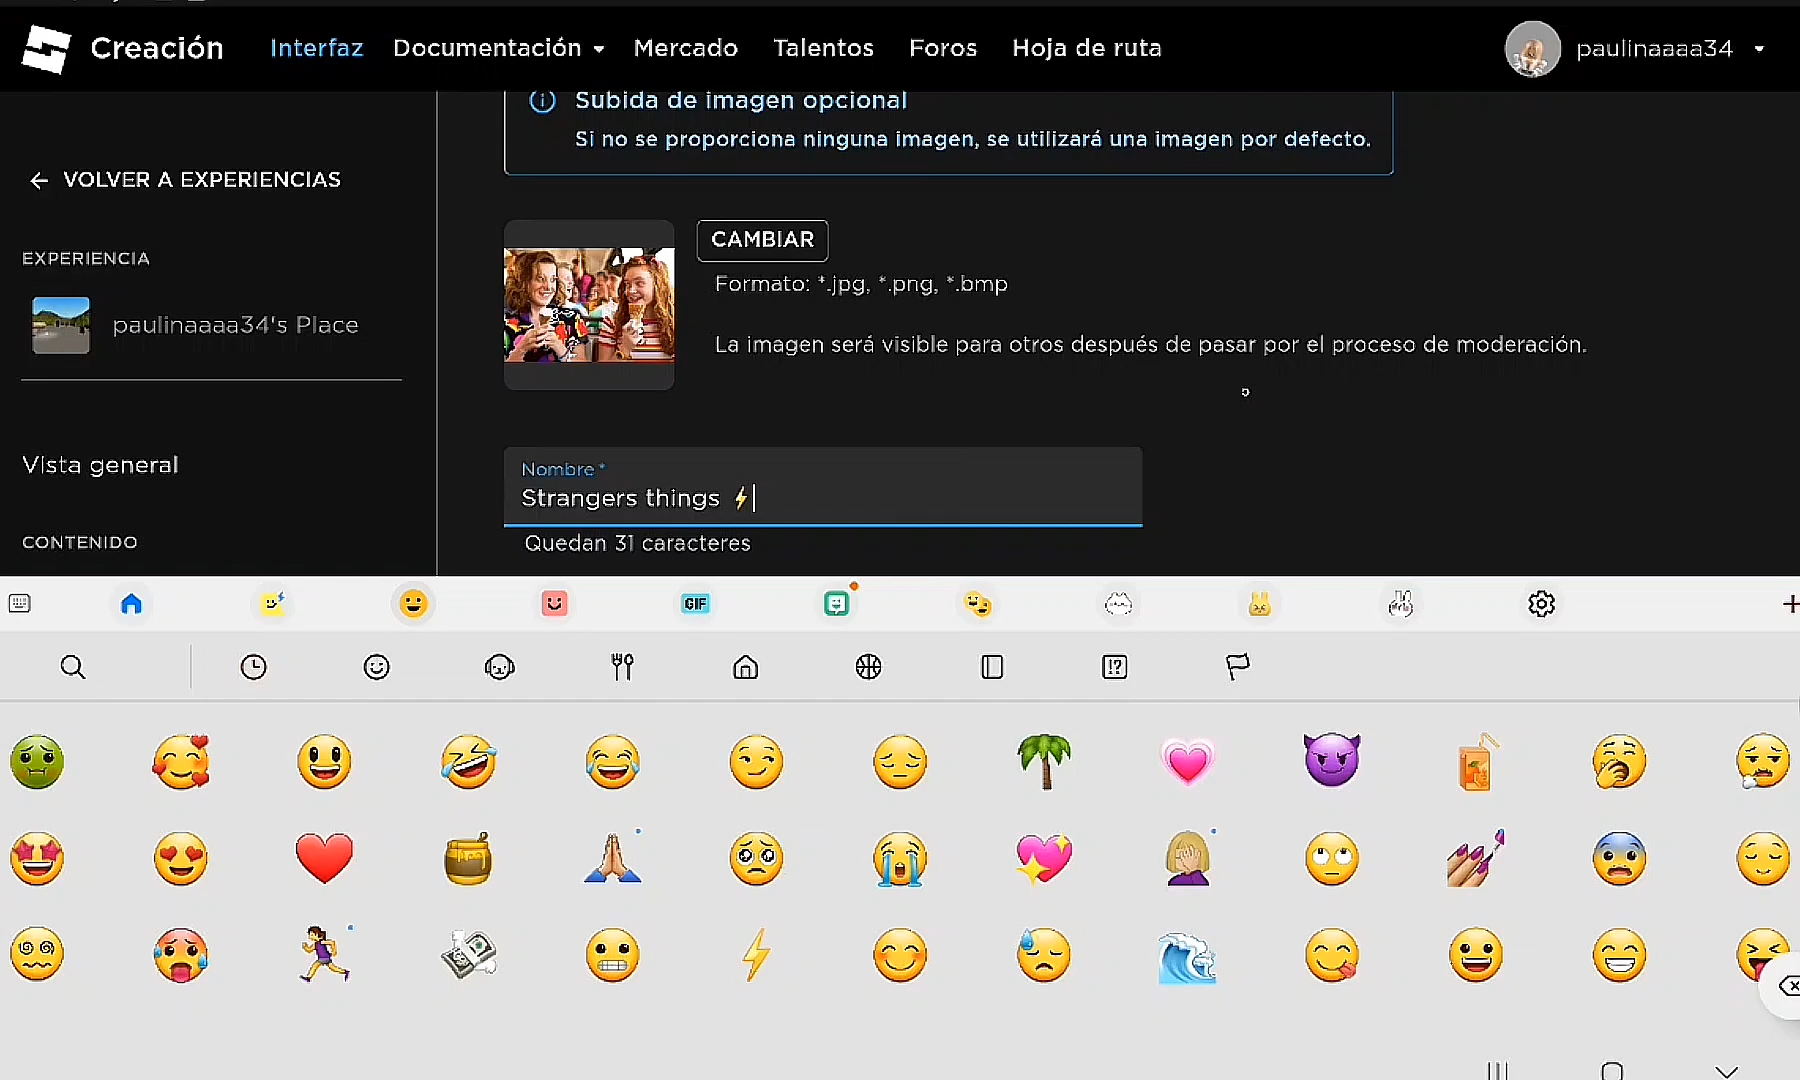 Creación Interfaz Documentación Mercado Talentos Foros Hoja de ruta paulinaaaa34
Subida de imagen opcional
Si no se proporciona ninguna imagen, se utilizará una imagen por defecto.
← VOLVER A EXPERIENCIAS
EXPERIENCIA
paulinaaaa34's Place
Vista general
CONTENIDO
CAMBIAR
Formato: *.jpg, *.png, *.bmp
La imagen será visible para otros después de pasar por el proceso de moderación.
Nombre *
Strangers things ⚡
Quedan 31 caracteres
GIF
!?